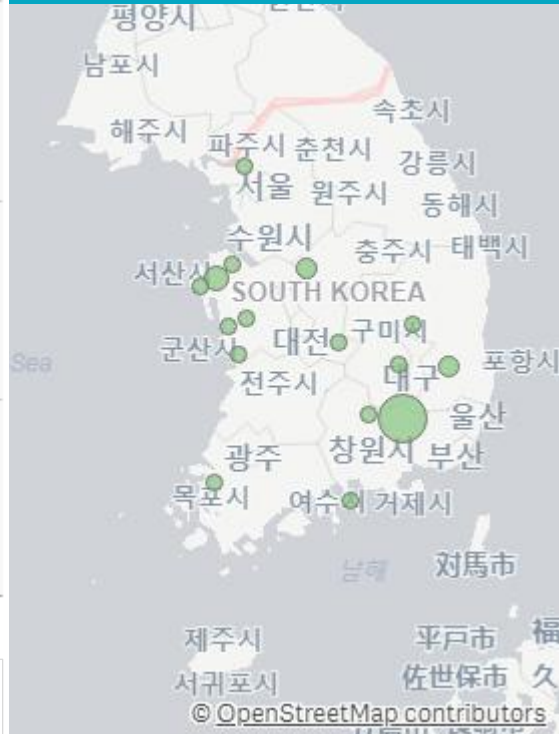 평양시
남포시
속초시
해주시
파주시 춘천시
강릉시
서울 원주시
동해시
수원시
충주시 태백시
서산시
SOUTH KOREA
군산시
대전
구미시
Sea
대구
포항시
전주시
울산
창원시 부산
광주
목포시
여수시
거제시
남해
対馬市
제주시
平戸市
福
서귀포시
佐世保市
久
© OpenStreetMap contributors